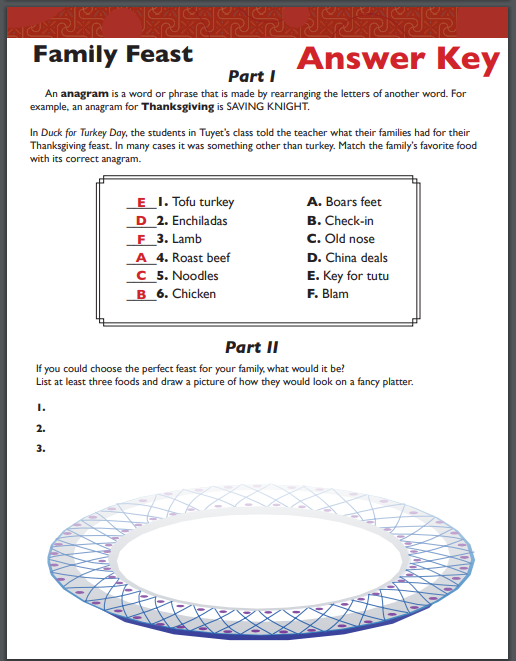 Family Feast
Answer Key
Part I
An anagram is a word or phrase that is made by rearranging the letters of another word. For
example, an anagram for Thanksgiving is SAVING KNIGHT.
In Duck for Turkey Day, the students in Tuyet's class told the teacher what their families had for their
Thanksgiving feast. In many cases it was something other than turkey. Match the family's favorite food
with its correct anagram.
E 1. Tofu turkey A. Boars feet
D 2. Enchiladas B. Check-in
F 3. Lamb C. Old nose
A 4. Roast beef D. China deals
C 5. Noodles E. Key for tutu
B 6. Chicken F. Blam
Part II
If you could choose the perfect feast for your family, what would it be?
List at least three foods and draw a picture of how they would look on a fancy platter.
1.
2.
3.